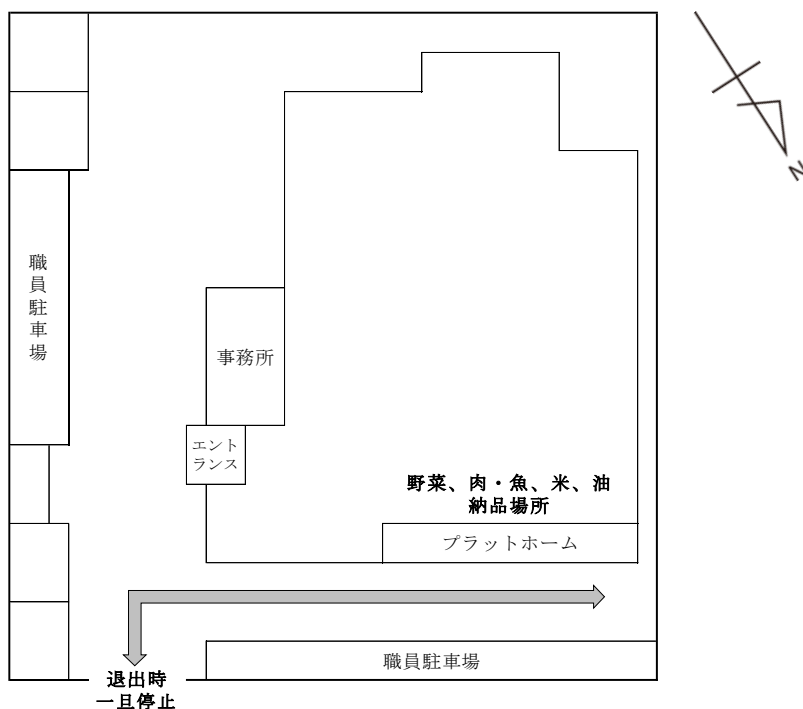 N
職員駐車場
事務所
エント
ランス
野菜、肉・魚、米、油
納品場所
プラットホーム
職員駐車場
退出時
一旦停止